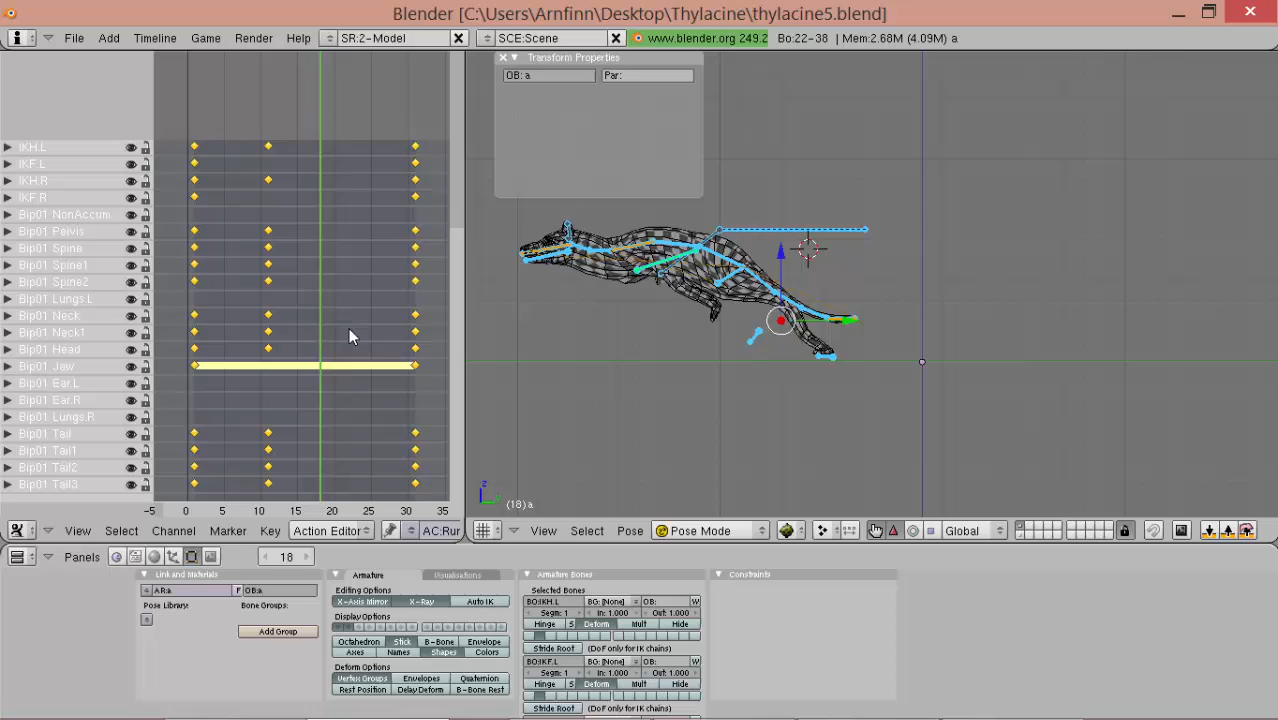 Blender [C:\Users\Arnfinn\Desktop\Thylacine\thylacine5.blend]
File Add Timeline Game Render Help SR:2-Model SCE:Scene www.blender.org 249.2 Bo:22-38 | Mem:2.68M (4.09M) a
Transform Properties
OB: a Par:
IKH.L
IKF.L
IKH.R
IKF.R
Bip01 NonAccum
Bip01 Pelvis
Bip01 Spine
Bip01 Spine1
Bip01 Spine2
Bip01 Lungs.L
Bip01 Neck
Bip01 Neck1
Bip01 Head
Bip01 Jaw
Bip01 Ear.L
Bip01 Ear.R
Bip01 Lungs.R
Bip01 Tail
Bip01 Tail1
Bip01 Tail2
Bip01 Tail3
-5 0 5 10 15 20 25 30 35
z
y
(18) a
View Select Channel Marker Key Action Editor AC:Run
View Select Pose Pose Mode Global
Panels 18
Link and Materials
AR:a F OB:a
Pose Library: Bone Groups:
Add Group
Armature Visualisations
Editing Options
X-Axis Mirror X-Ray Auto IK
Display Options
Octahedron Stick B-Bone Envelope
Axes Names Shapes Colors
Deform Options
Vertex Groups Envelopes Quaternion
Rest Position Delay Deform B-Bone Rest
Armature Bones
Selected Bones
BO:IKH.L BG: [None] OB: W
Segm: 1 In: 1.000 Out: 1.000
Hinge S Deform Mult Hide
Stride Root (DoF only for IK chains)
BO:IKF.L BG: [None] OB: W
Segm: 1 In: 1.000 Out: 1.000
Hinge S Deform Mult Hide
Stride Root (DoF only for IK chains)
Constraints